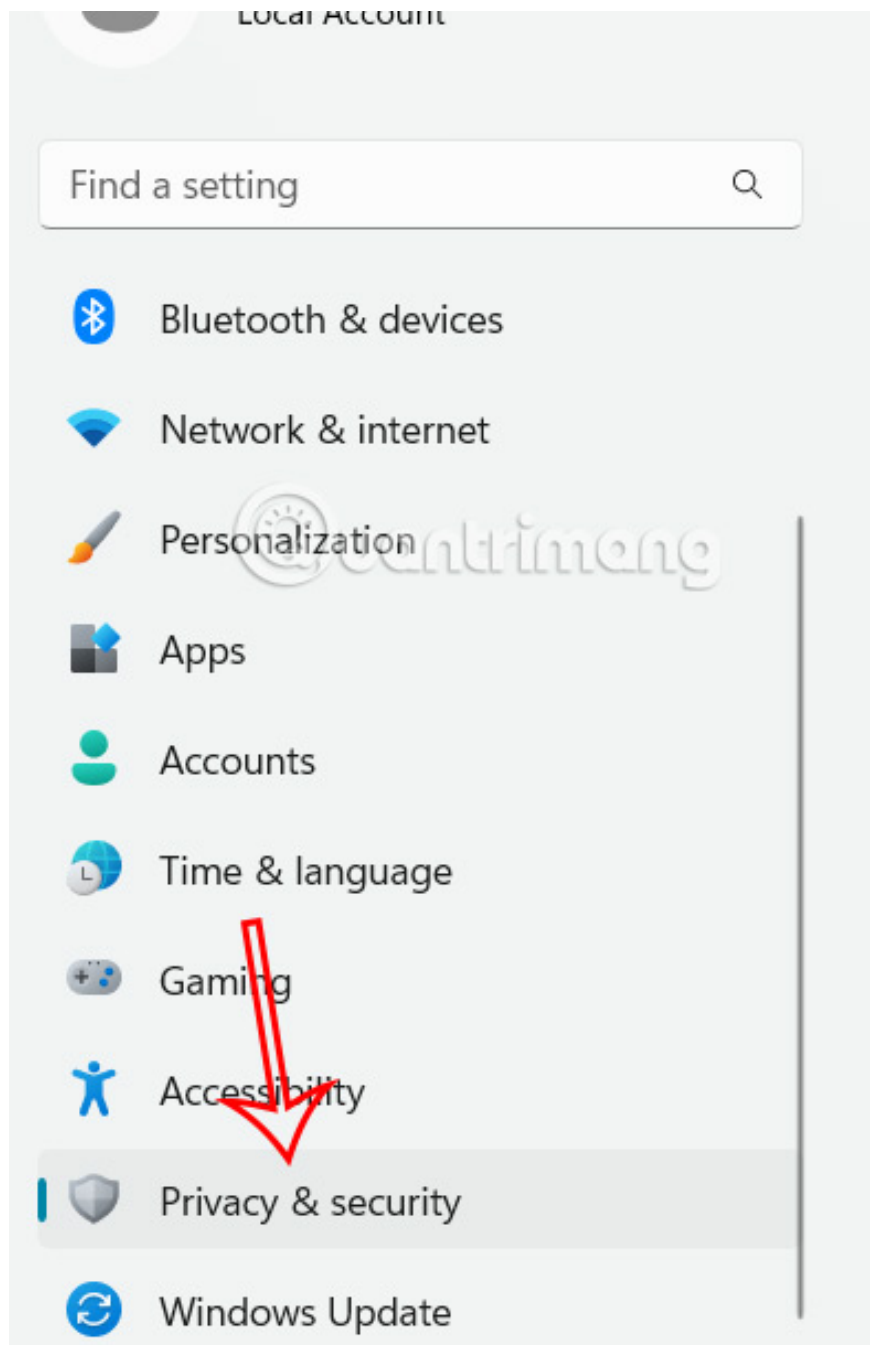 Local Account
Find a setting
Bluetooth & devices
Network & internet
Personalization
uantrimang
Apps
Accounts
Time & language
Gaming
Accessibility
Privacy & security
Windows Update